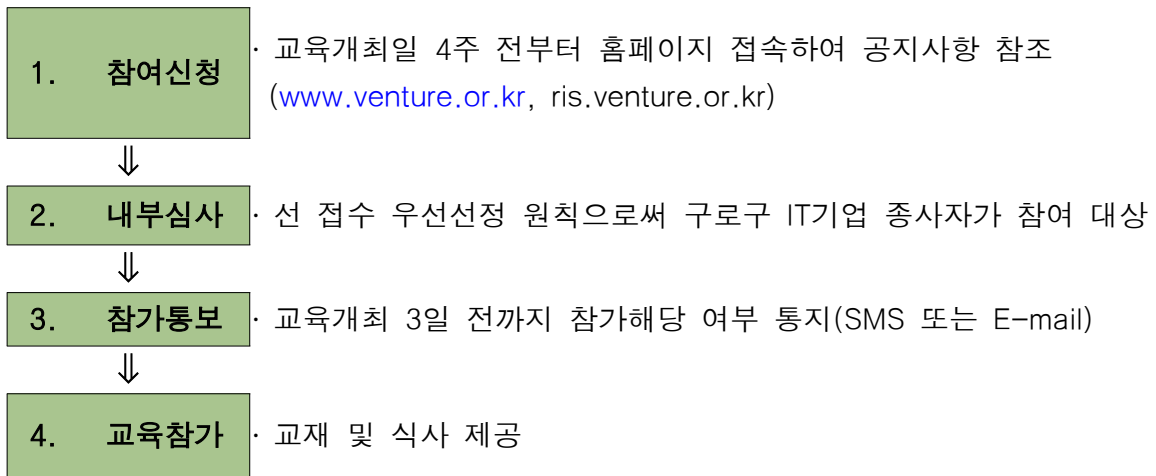 1. 참여신청 · 교육개최일 4주 전부터 홈페이지 접속하여 공지사항 참조
(www.venture.or.kr, ris.venture.or.kr)
⇓
2. 내부심사 · 선 접수 우선선정 원칙으로써 구로구 IT기업 종사자가 참여 대상
⇓
3. 참가통보 · 교육개최 3일 전까지 참가해당 여부 통지(SMS 또는 E-mail)
⇓
4. 교육참가 · 교재 및 식사 제공